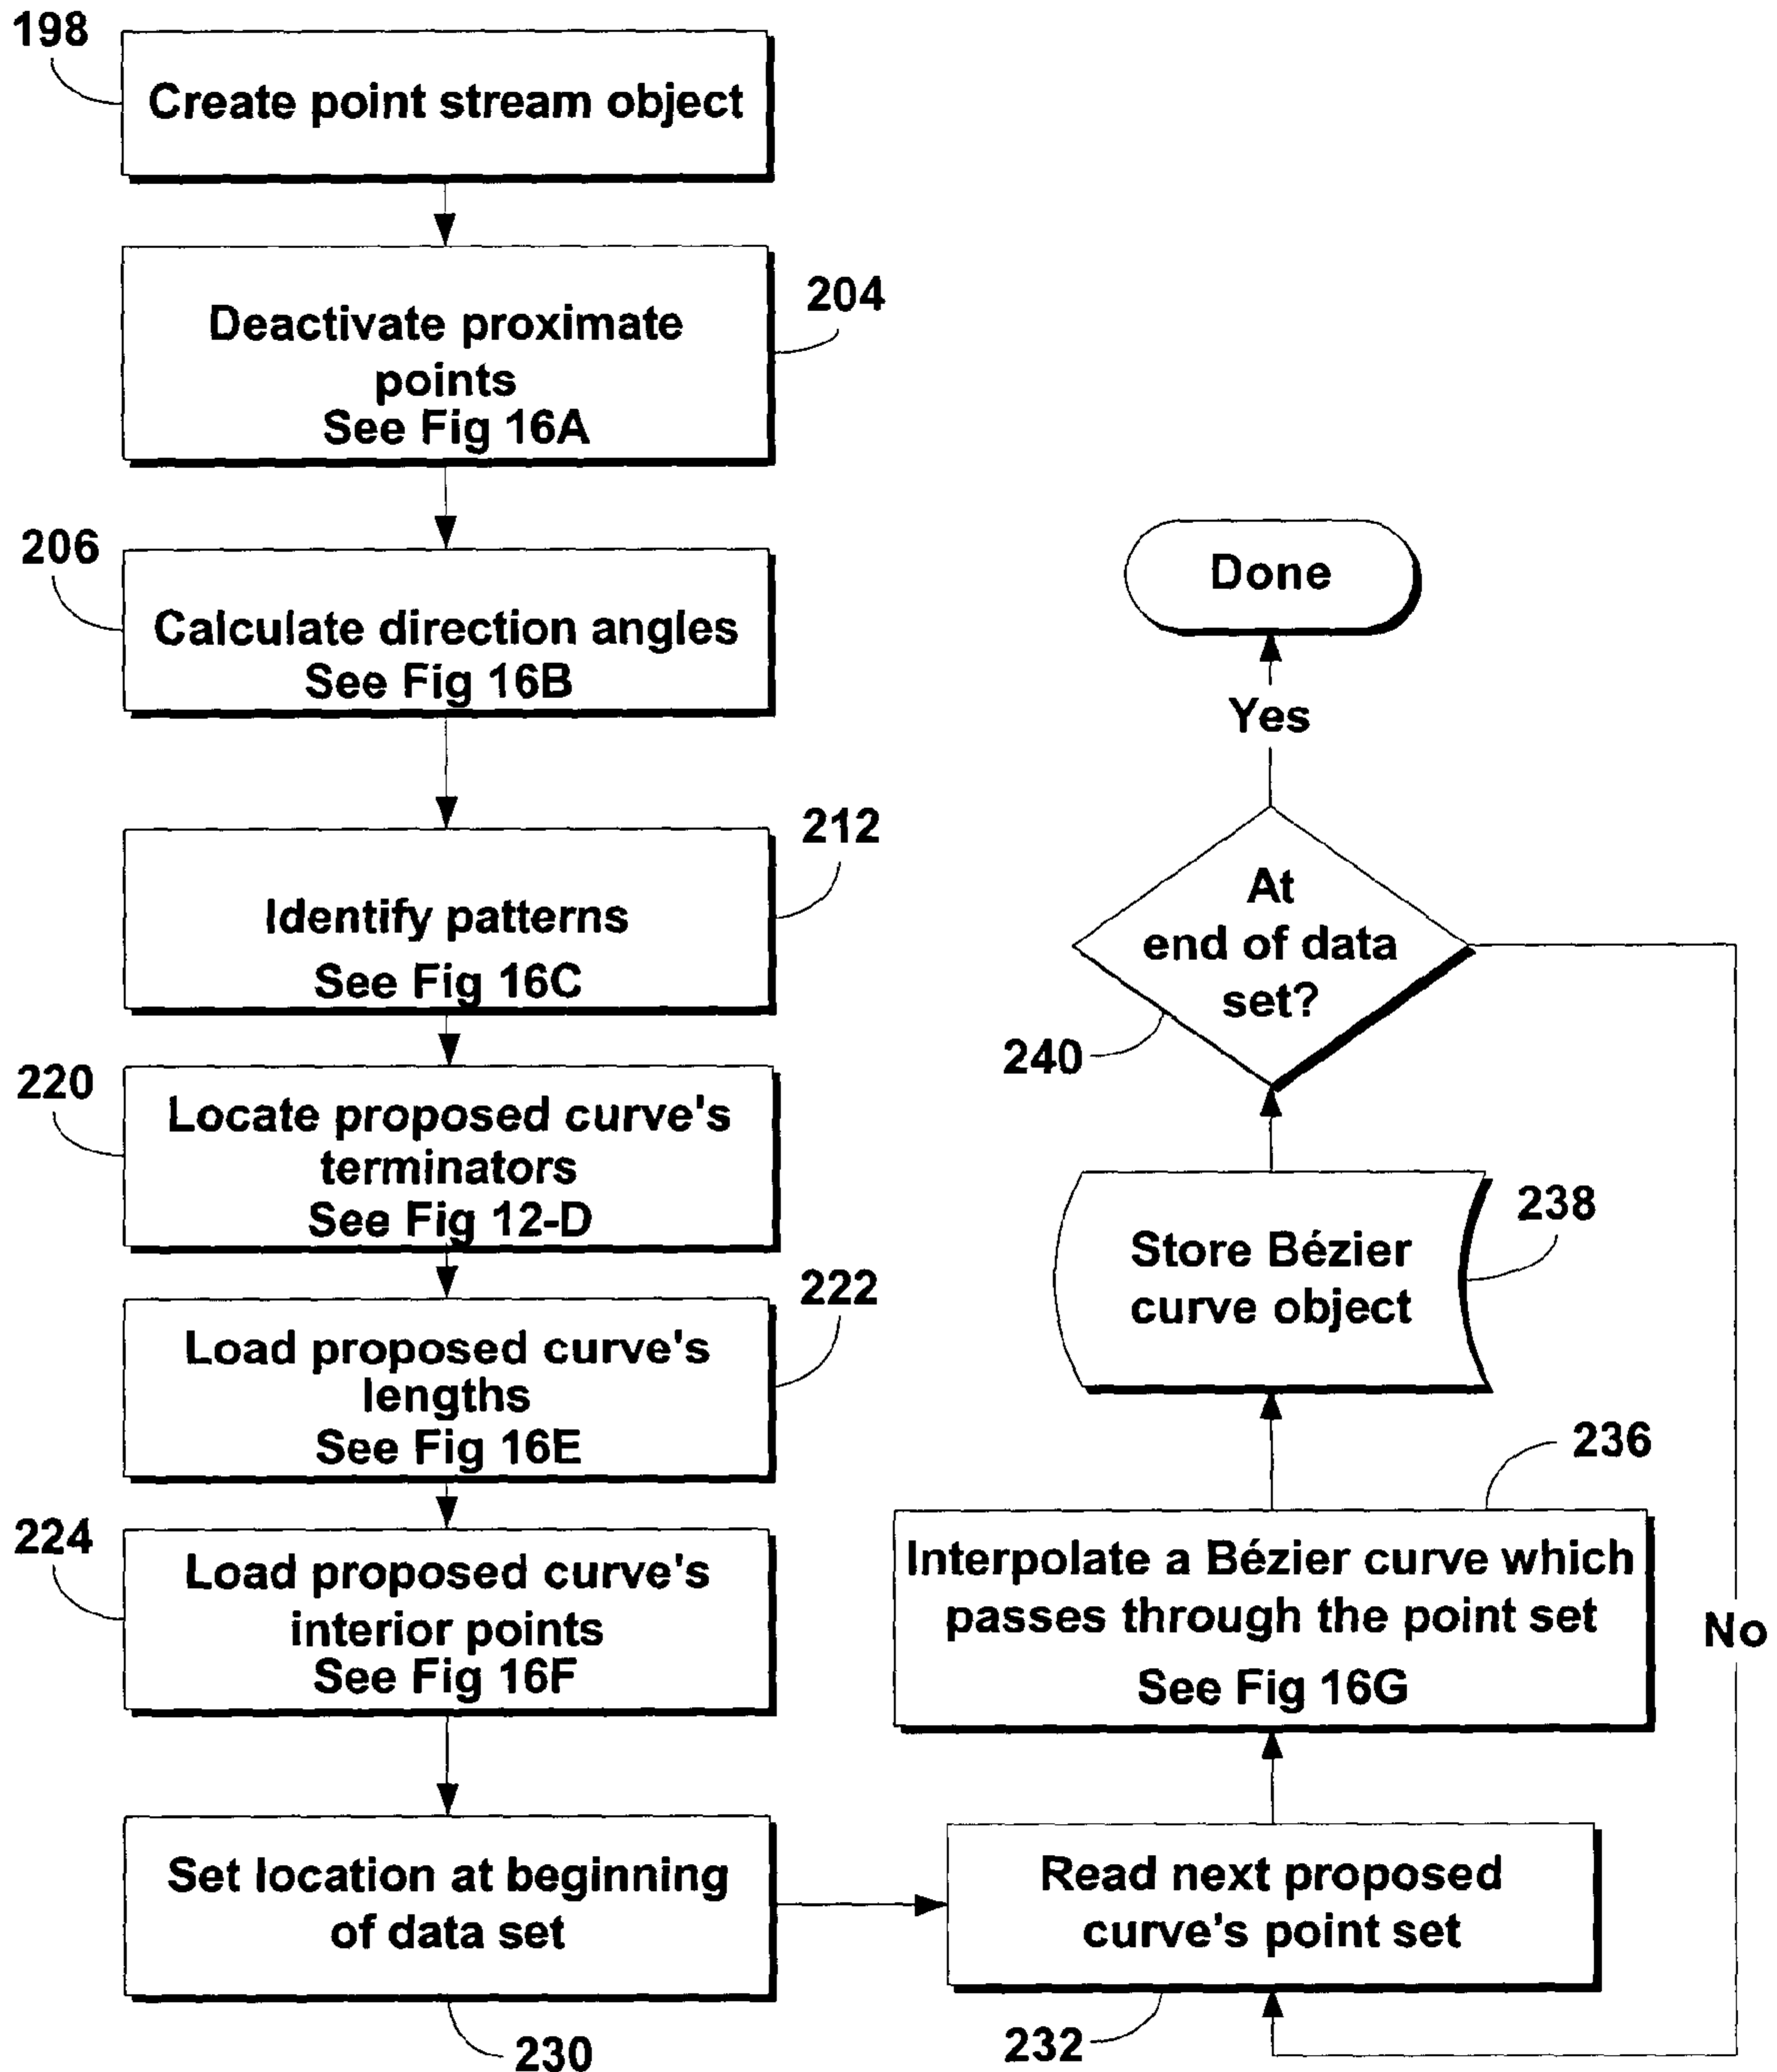 198
Create point stream object
204
Deactivate proximate
points
See Fig 16A
206
Calculate direction angles
See Fig 16B
212
Identify patterns
See Fig 16C
220
Locate proposed curve's
terminators
See Fig 12-D
222
Load proposed curve's
lengths
See Fig 16E
224
Load proposed curve's
interior points
See Fig 16F
Set location at beginning
of data set
230
Read next proposed
curve's point set
232
236
Interpolate a Bézier curve which
passes through the point set
See Fig 16G
238
Store Bézier
curve object
At
end of data
set?
240
No
Yes
Done